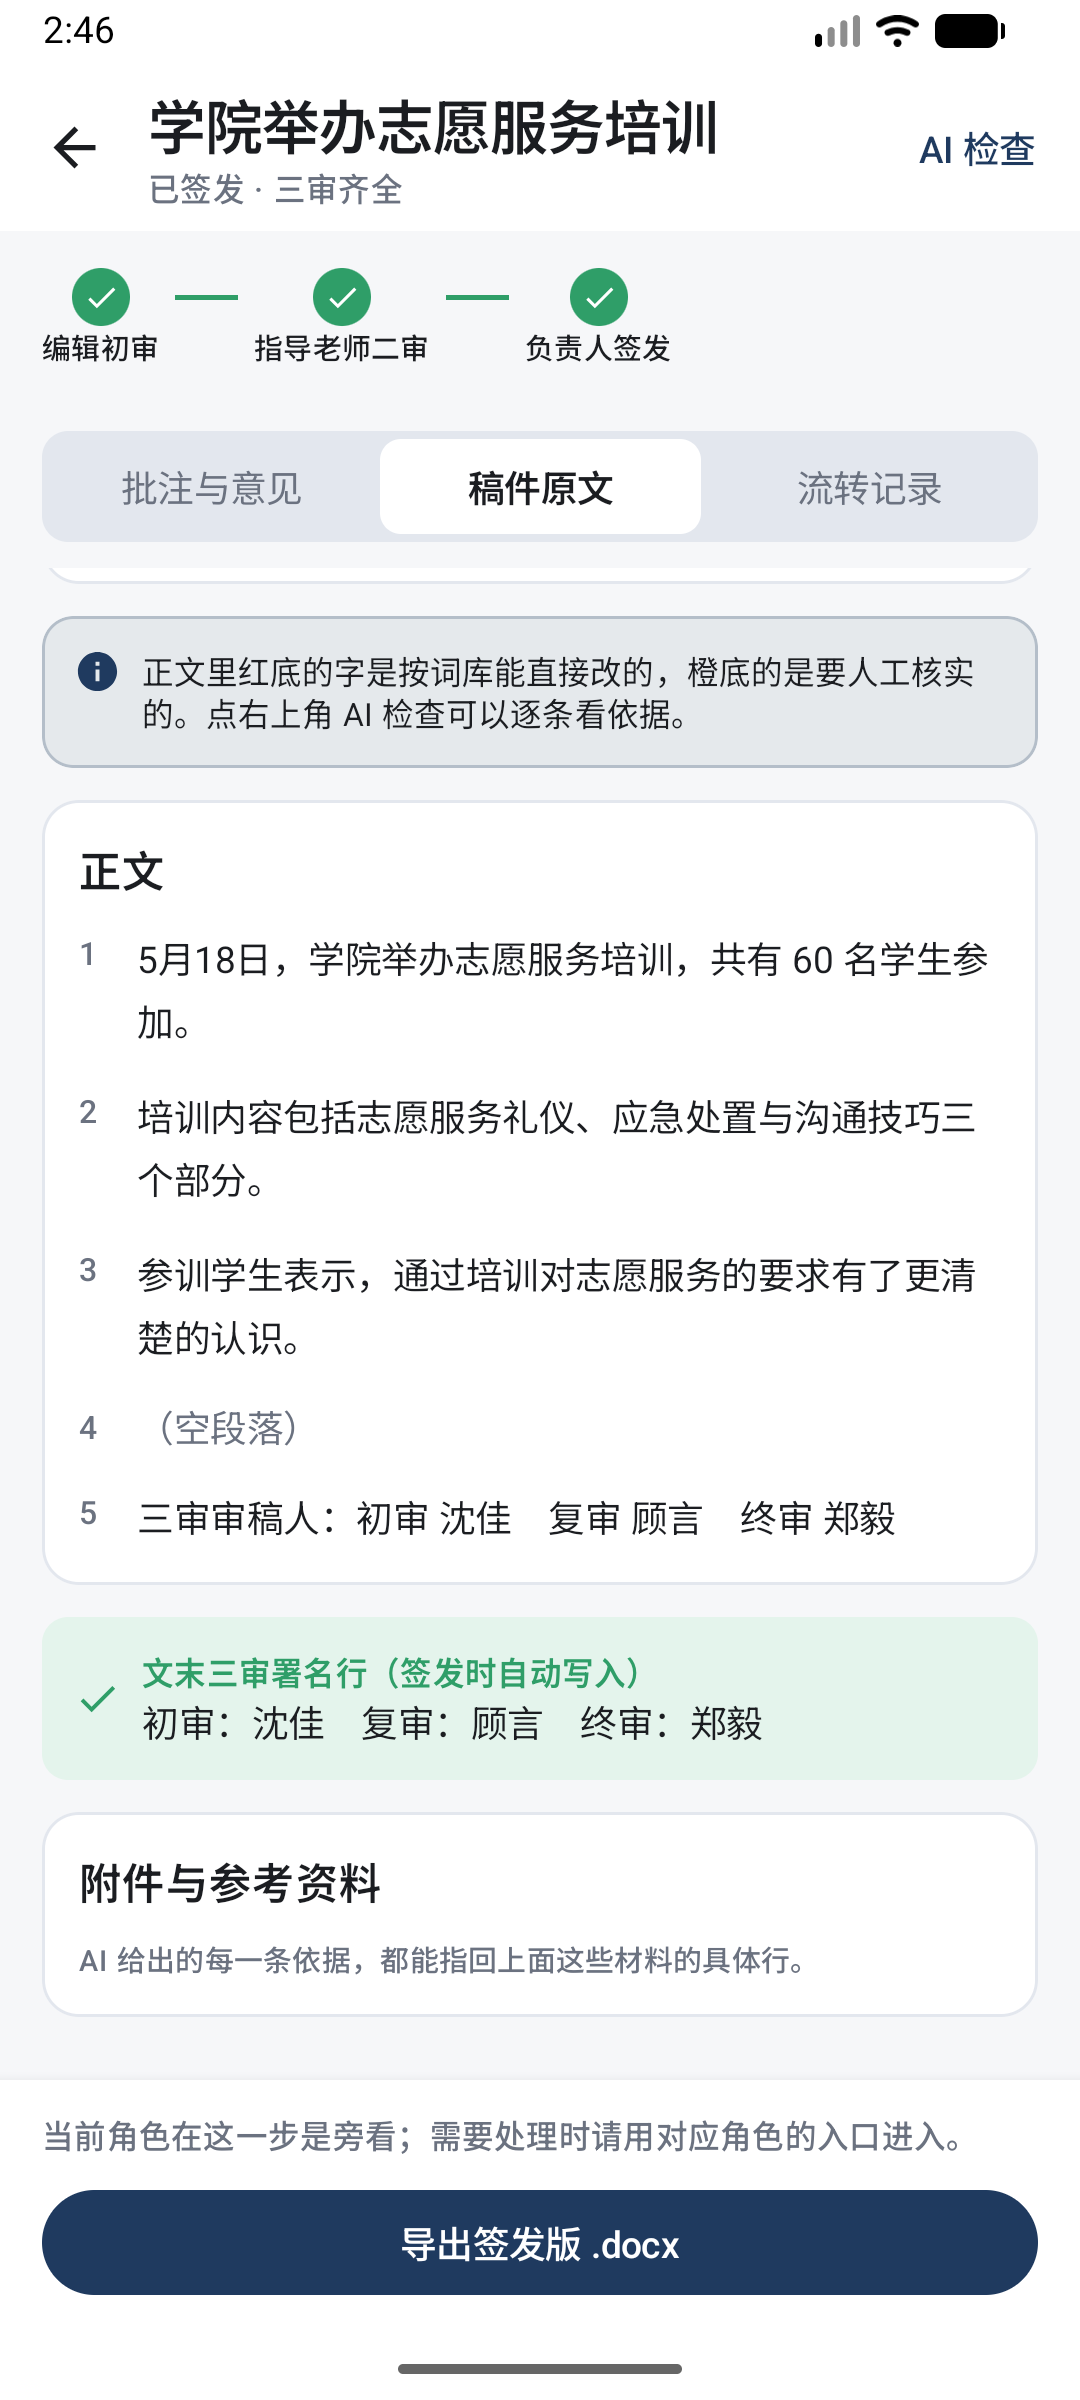 2:46
学院举办志愿服务培训
已签发 · 三审齐全
AI 检查
编辑初审
指导老师二审
负责人签发
批注与意见
稿件原文
流转记录
正文里红底的字是按词库能直接改的，橙底的是要人工核实
的。点右上角 AI 检查可以逐条看依据。
正文
1 5月18日，学院举办志愿服务培训，共有 60 名学生参
加。
2 培训内容包括志愿服务礼仪、应急处置与沟通技巧三
个部分。
3 参训学生表示，通过培训对志愿服务的要求有了更清
楚的认识。
4 （空段落）
5 三审审稿人：初审 沈佳　复审 顾言　终审 郑毅
文末三审署名行（签发时自动写入）
初审：沈佳　复审：顾言　终审：郑毅
附件与参考资料
AI 给出的每一条依据，都能指回上面这些材料的具体行。
当前角色在这一步是旁看；需要处理时请用对应角色的入口进入。
导出签发版 .docx